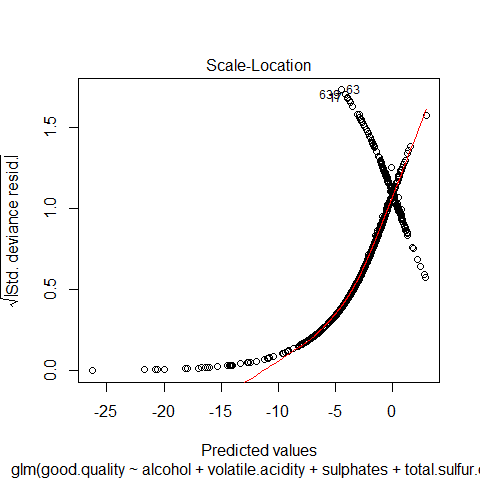 Scale-Location
√|Std. deviance resid.|
63
639
0.0 0.5 1.0 1.5
-25 -20 -15 -10 -5 0
Predicted values
glm(good.quality ~ alcohol + volatile.acidity + sulphates + total.sulfur.